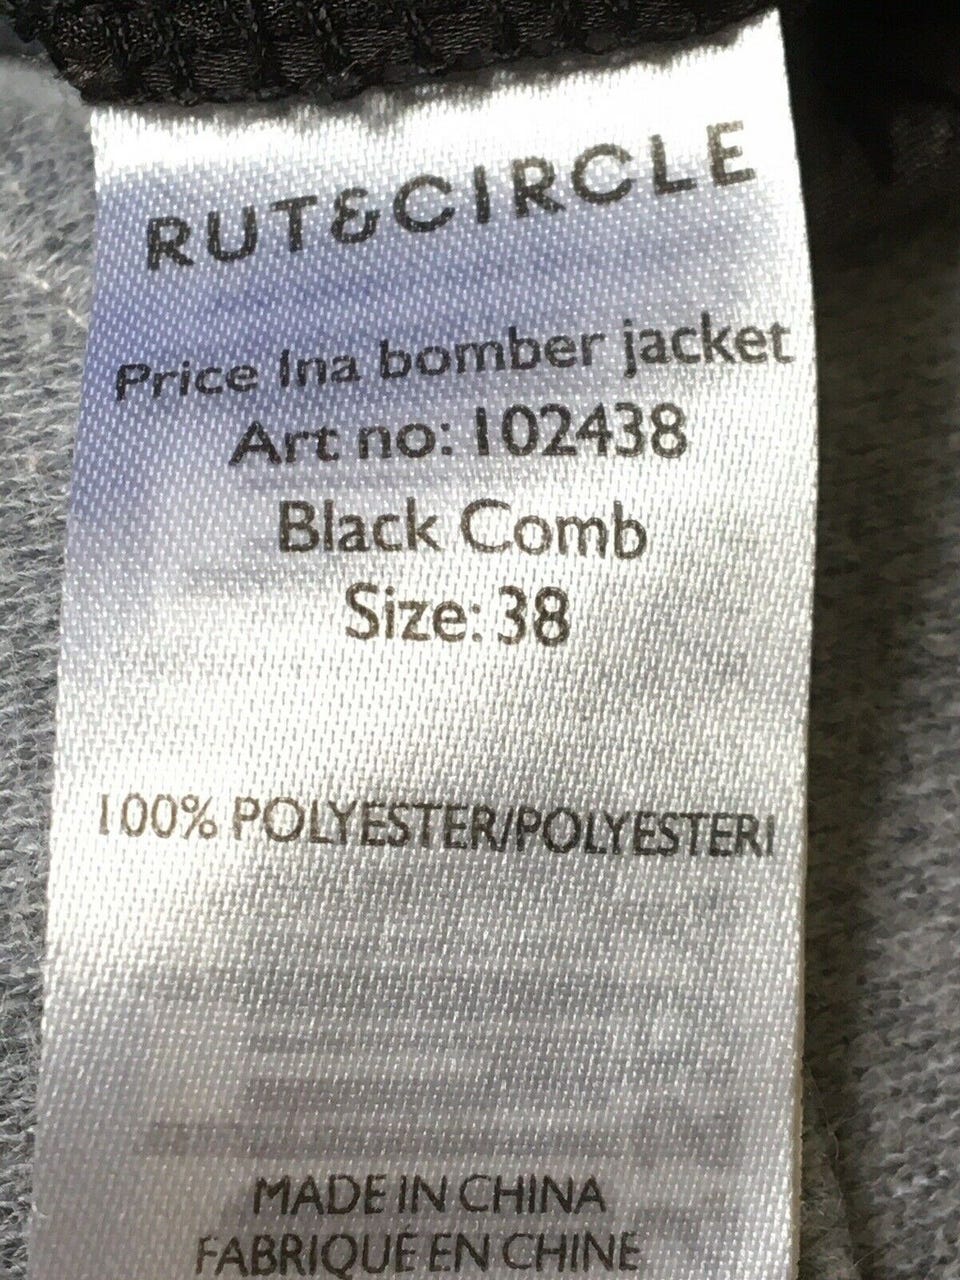 RUT&CIRCLE
Price Ina bomber jacket
Art no: 102438
Black Comb
Size: 38
100% POLYESTER/POLYESTERI
MADE IN CHINA
FABRIQUÉ EN CHINE